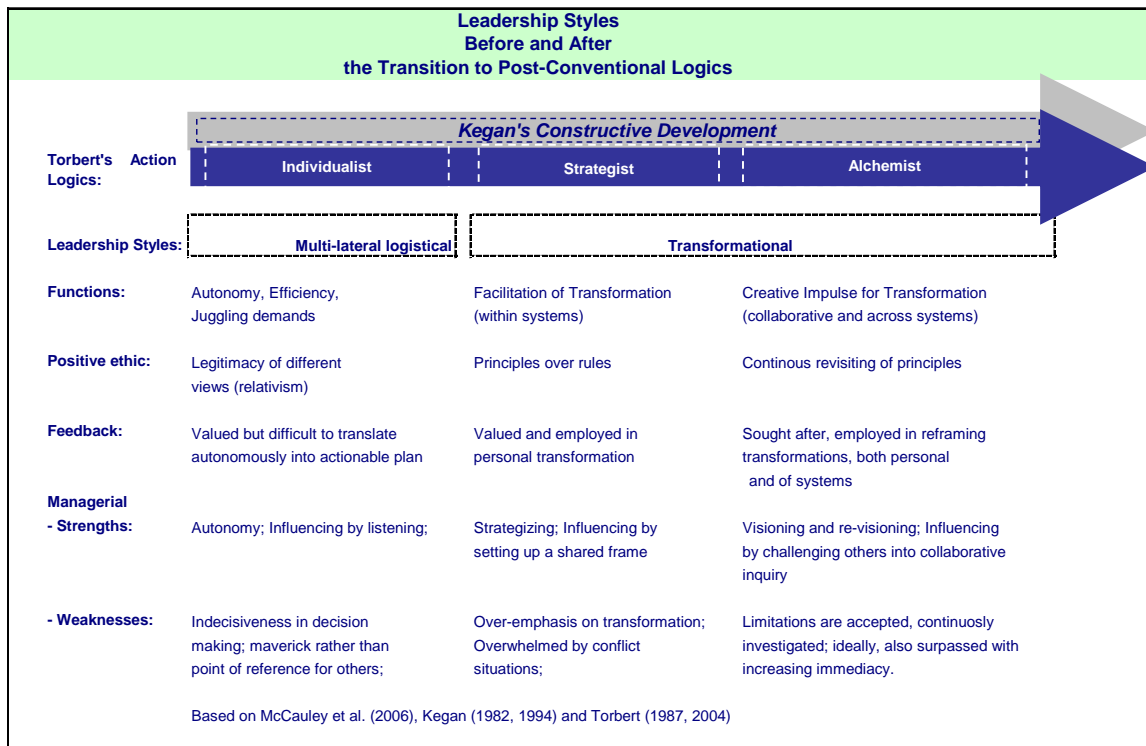 Leadership Styles
Before and After
the Transition to Post-Conventional Logics
Kegan's Constructive Development
Torbert's Action
Logics:
Individualist
Strategist
Alchemist
Leadership Styles:
Multi-lateral logistical
Transformational
Functions:
Autonomy, Efficiency,
Juggling demands
Facilitation of Transformation
(within systems)
Creative Impulse for Transformation
(collaborative and across systems)
Positive ethic:
Legitimacy of different
views (relativism)
Principles over rules
Continous revisiting of principles
Feedback:
Valued but difficult to translate
autonomously into actionable plan
Valued and employed in
personal transformation
Sought after, employed in reframing
transformations, both personal
and of systems
Managerial
- Strengths:
Autonomy; Influencing by listening;
Strategizing; Influencing by
setting up a shared frame
Visioning and re-visioning; Influencing
by challenging others into collaborative
inquiry
- Weaknesses:
Indecisiveness in decision
making; maverick rather than
point of reference for others;
Over-emphasis on transformation;
Overwhelmed by conflict
situations;
Limitations are accepted, continuosly
investigated; ideally, also surpassed with
increasing immediacy.
Based on McCauley et al. (2006), Kegan (1982, 1994) and Torbert (1987, 2004)